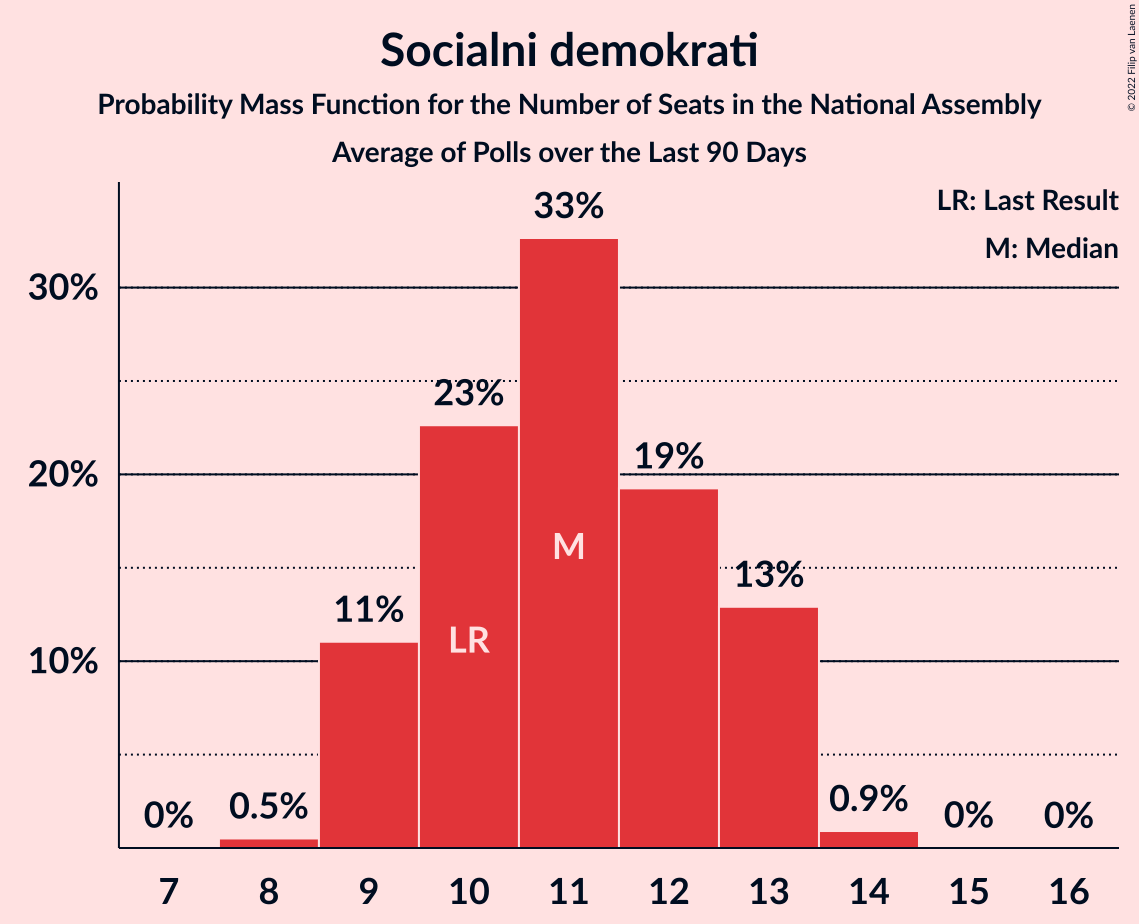 Socialni demokrati
Probability Mass Function for the Number of Seats in the National Assembly
Average of Polls over the Last 90 Days
© 2022 Filip van Laenen
LR: Last Result
M: Median
33%
30%
23%
19%
20%
M
13%
11%
LR
10%
0%
0.5%
0.9%
0%
0%
7 8 9 10 11 12 13 14 15 16